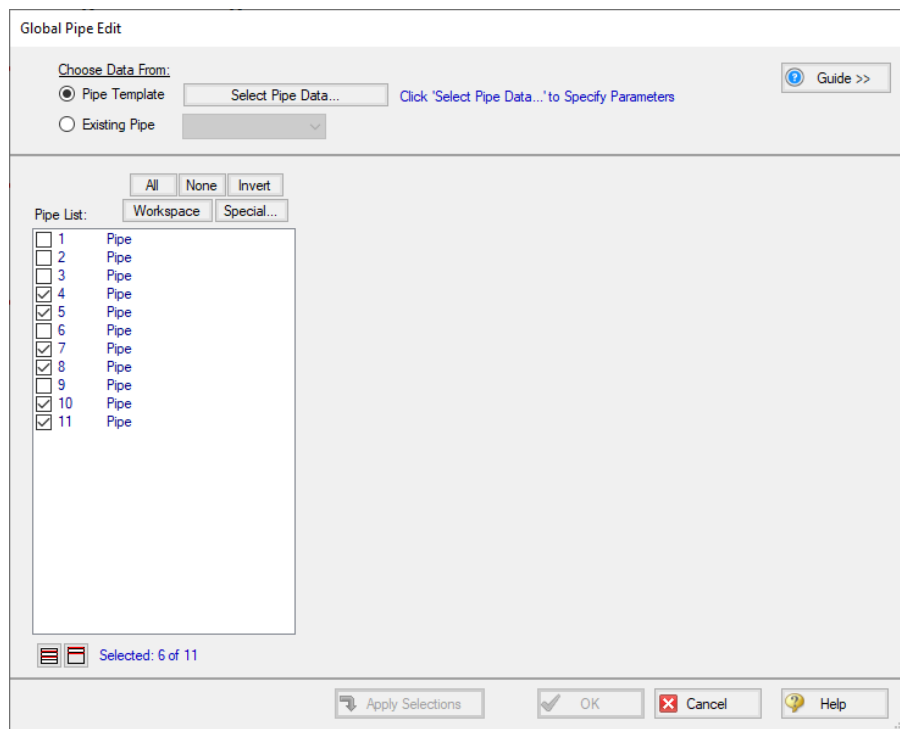 Global Pipe Edit
Choose Data From:
Pipe Template Select Pipe Data... Click 'Select Pipe Data...' to Specify Parameters Guide >>
Existing Pipe
All None Invert
Pipe List: Workspace Special...
1 Pipe
2 Pipe
3 Pipe
4 Pipe
5 Pipe
6 Pipe
7 Pipe
8 Pipe
9 Pipe
10 Pipe
11 Pipe
Selected: 6 of 11
Apply Selections OK Cancel Help